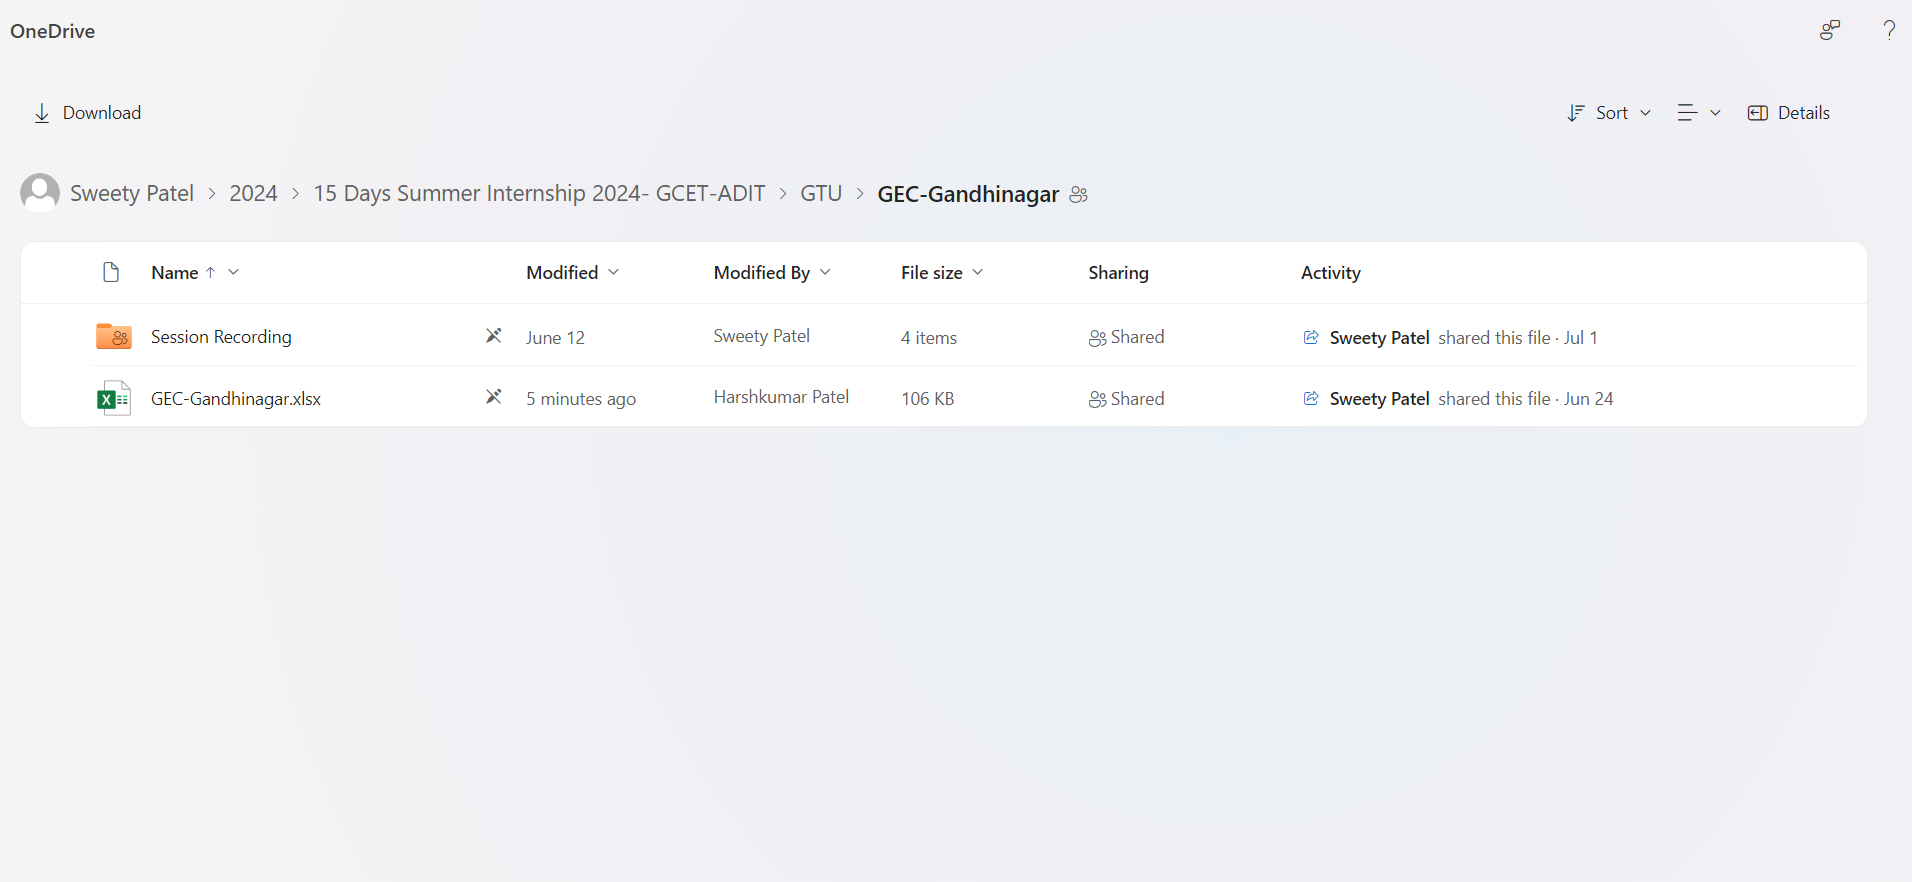 OneDrive
Download
Sort
Details
Sweety Patel > 2024 > 15 Days Summer Internship 2024- GCET-ADIT > GTU > GEC-Gandhinagar
Name Modified Modified By File size Sharing Activity
Session Recording June 12 Sweety Patel 4 items Shared Sweety Patel shared this file · Jul 1
GEC-Gandhinagar.xlsx 5 minutes ago Harshkumar Patel 106 KB Shared Sweety Patel shared this file · Jun 24